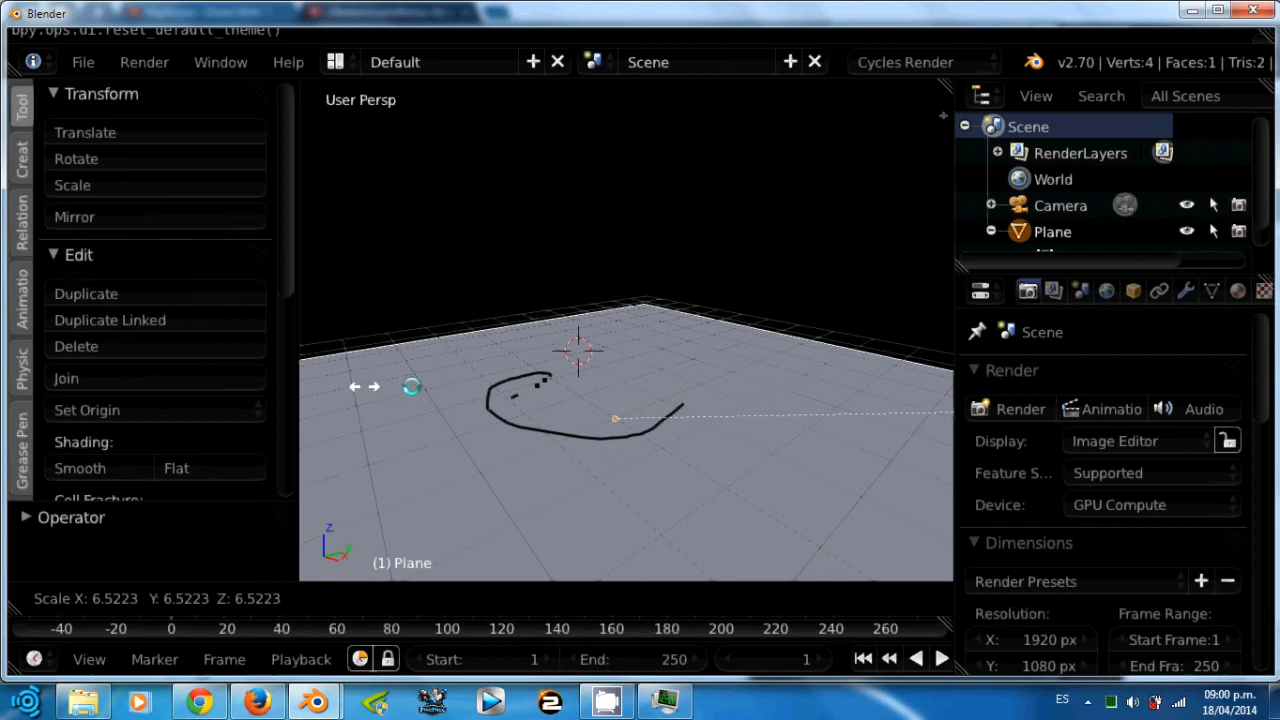 Blender
bpy.ops.ui.reset_default_theme()
File Render Window Help Default Scene Cycles Render v2.70 | Verts:4 | Faces:1 | Tris:2 |
Tool
Creat
Relation
Animatio
Physic
Grease Pen
Transform
Translate
Rotate
Scale
Mirror
Edit
Duplicate
Duplicate Linked
Delete
Join
Set Origin
Shading:
Smooth Flat
Cell Fracture:
Operator
User Persp
z
y
x
(1) Plane
View Search All Scenes
Scene
RenderLayers
World
Camera
Plane
Scene
Render
Render Animatio Audio
Display: Image Editor
Feature S... Supported
Device: GPU Compute
Dimensions
Render Presets
Resolution: Frame Range:
X: 1920 px Start Frame:1
Y: 1080 px End Fra: 250
Scale X: 6.5223 Y: 6.5223 Z: 6.5223
-40 -20 0 20 40 60 80 100 120 140 160 180 200 220 240 260
View Marker Frame Playback Start: 1 End: 250 1
ES
09:00 p.m.
18/04/2014